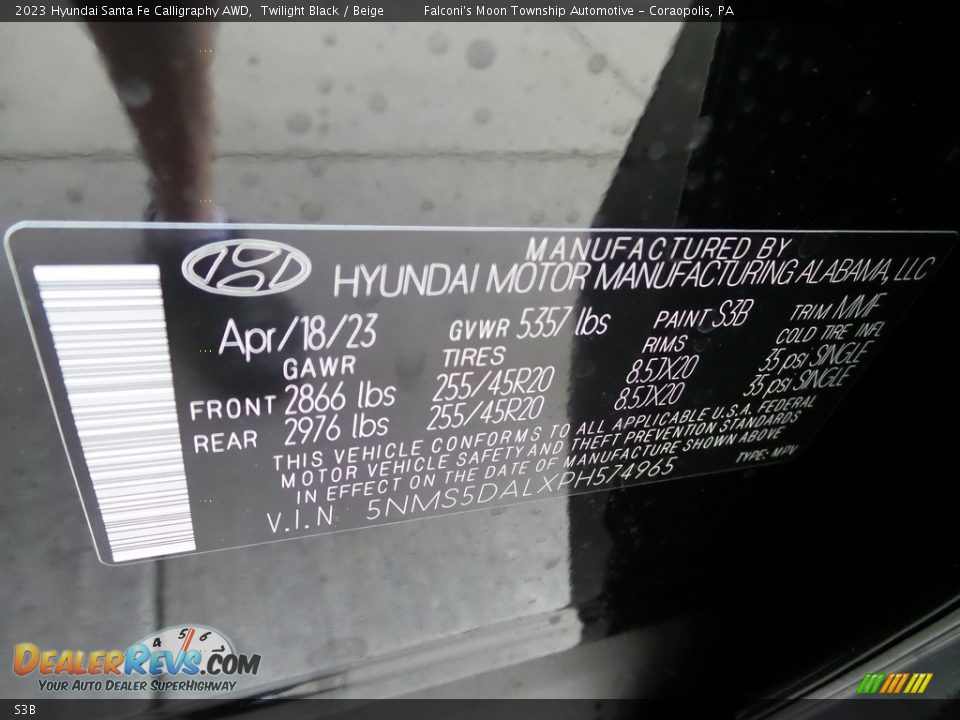 2023 Hyundai Santa Fe Calligraphy AWD, Twilight Black / Beige Falconi's Moon Township Automotive - Coraopolis, PA
MANUFACTURED BY
HYUNDAI MOTOR MANUFACTURING ALABAMA, LLC
Apr/18/23 GVWR 5357 lbs PAINT S3B TRIM MMF
GAWR TIRES RIMS COLD TIRE INFL
FRONT 2866 lbs 255/45R20 8.5JX20 35 psi SINGLE
REAR 2976 lbs 255/45R20 8.5JX20 35 psi SINGLE
THIS VEHICLE CONFORMS TO ALL APPLICABLE U.S.A. FEDERAL
MOTOR VEHICLE SAFETY AND THEFT PREVENTION STANDARDS
IN EFFECT ON THE DATE OF MANUFACTURE SHOWN ABOVE
V.I.N 5NMS5DALXPH574965 TYPE: MPV
4 5 6
DEALERREVS.COM
YOUR AUTO DEALER SUPERHIGHWAY
S3B